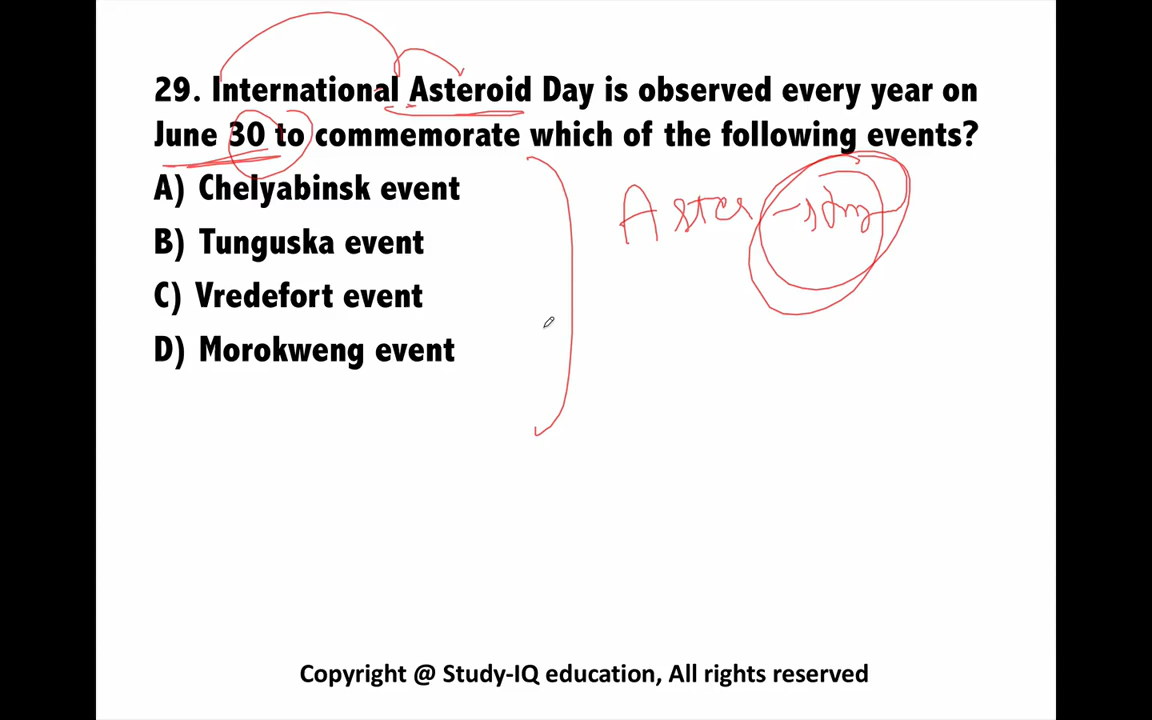 29. International Asteroid Day is observed every year on
June 30 to commemorate which of the following events?
A) Chelyabinsk event
B) Tunguska event
C) Vredefort event
D) Morokweng event
Aster
Copyright @ Study-IQ education, All rights reserved